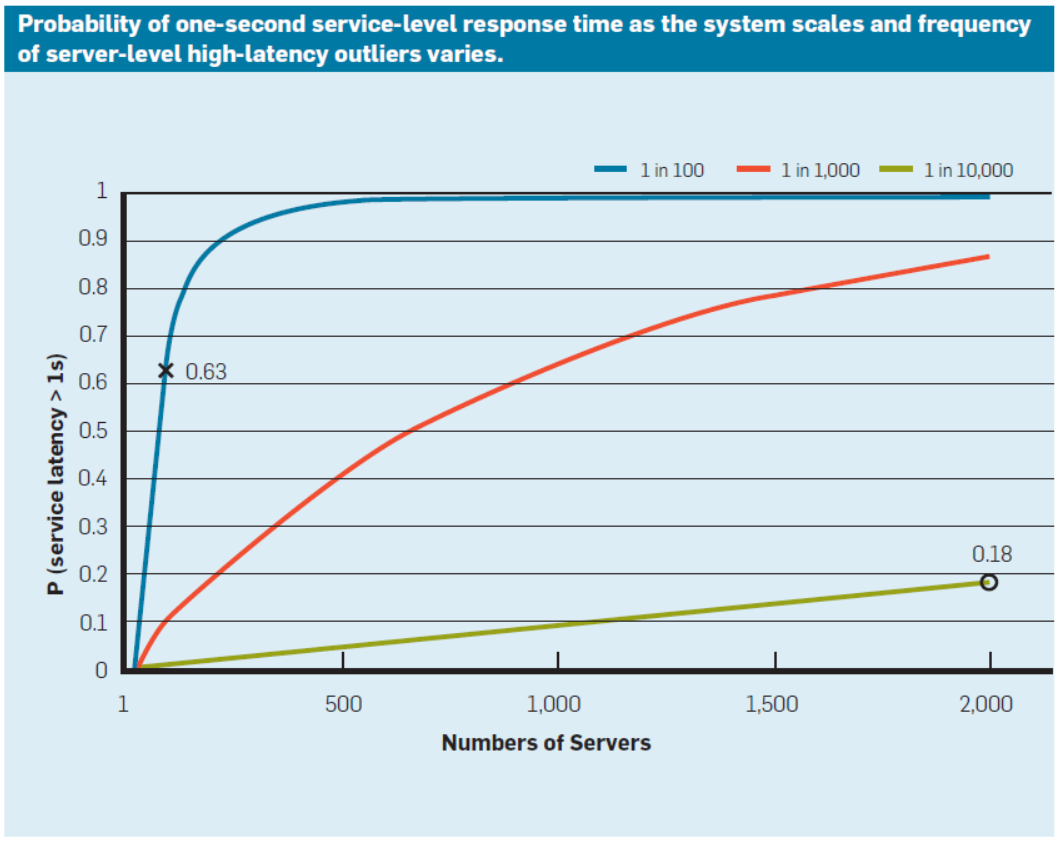 Probability of one-second service-level response time as the system scales and frequency
of server-level high-latency outliers varies.
1 in 100
1 in 1,000
1 in 10,000
1
0.9
0.8
0.7
0.6
0.5
0.4
0.3
0.2
0.1
0
P (service latency > 1s)
0.63
0.18
1
500
1,000
1,500
2,000
Numbers of Servers